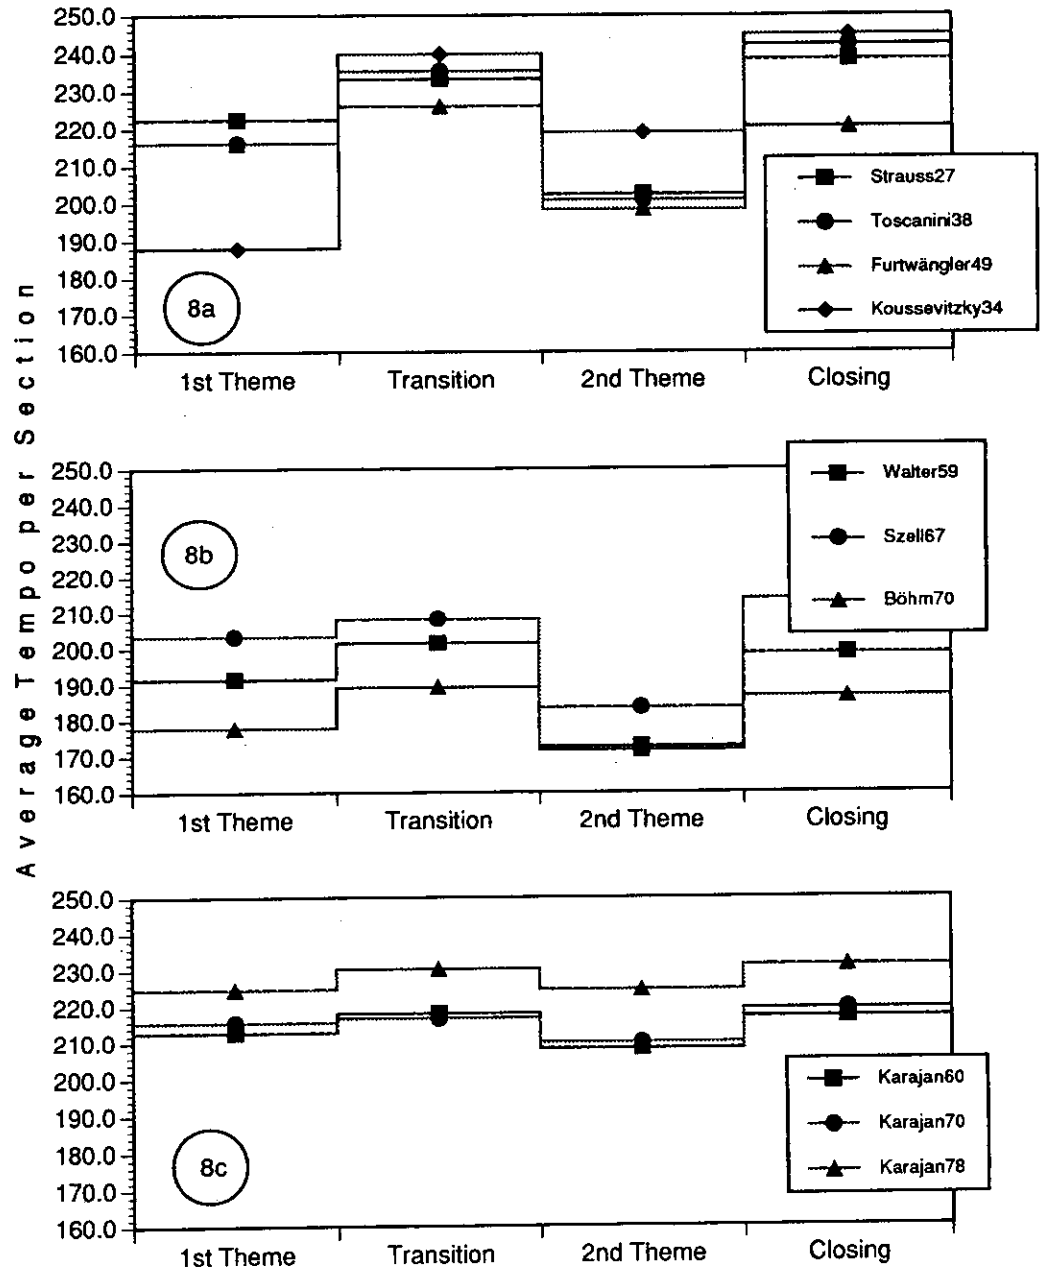 Average Tempo per Section
250.0
240.0
230.0
220.0
210.0
200.0
190.0
180.0
170.0
160.0
8a
Strauss27
Toscanini38
Furtwängler49
Koussevitzky34
1st Theme Transition 2nd Theme Closing
250.0
240.0
230.0
220.0
210.0
200.0
190.0
180.0
170.0
160.0
8b
Walter59
Szell67
Böhm70
1st Theme Transition 2nd Theme Closing
250.0
240.0
230.0
220.0
210.0
200.0
190.0
180.0
170.0
160.0
8c
Karajan60
Karajan70
Karajan78
1st Theme Transition 2nd Theme Closing